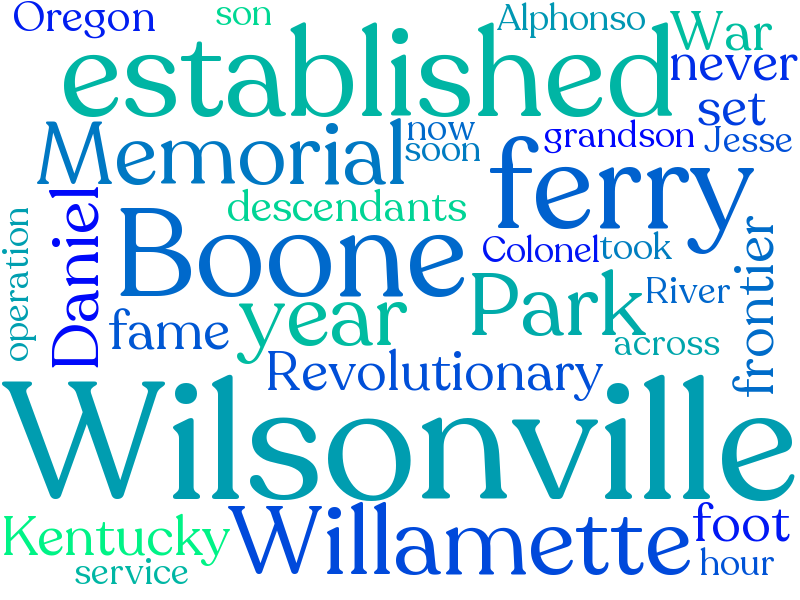 Oregon
son
Alphonso
War
established
never
set
Memorial
now
soon
grandson
Jesse
ferry
descendants
Daniel
Boone
Colonel
took
operation
frontier
River
Park
year
fame
across
Revolutionary
Wilsonville
Kentucky
Willamette
foot
service
hour